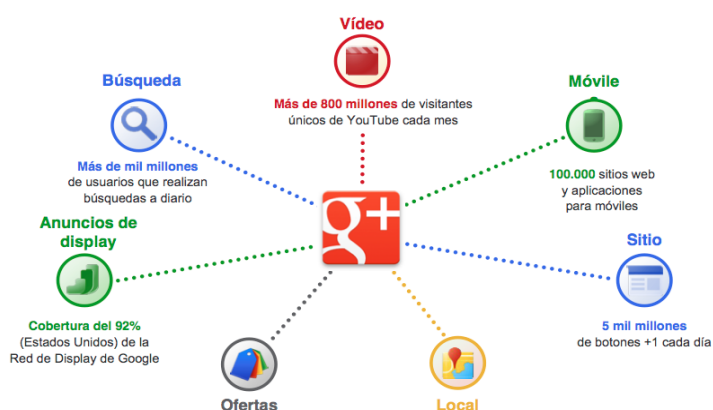 Vídeo
Más de 800 millones de visitantes
únicos de YouTube cada mes
Búsqueda
Más de mil millones
de usuarios que realizan
búsquedas a diario
Móvile
100.000 sitios web
y aplicaciones
para móviles
g+
Anuncios de
display
Cobertura del 92%
(Estados Unidos) de la
Red de Display de Google
Sitio
5 mil millones
de botones +1 cada día
Ofertas
Local